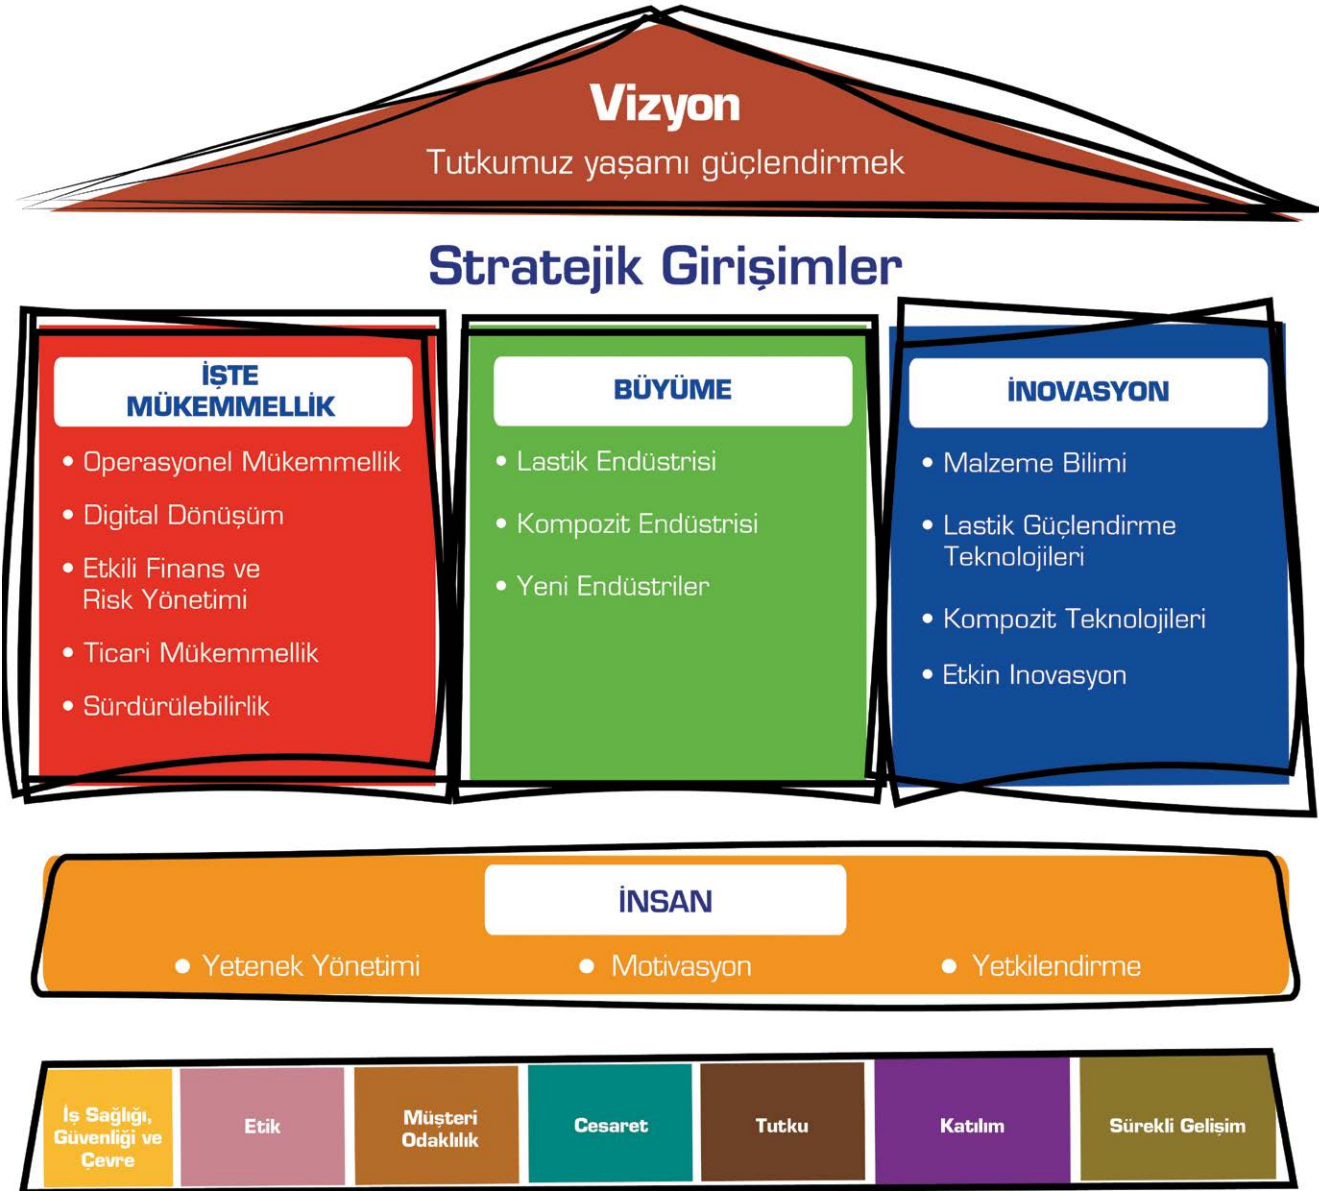 Vizyon
Tutkumuz yaşamı güçlendirmek
Stratejik Girişimler
İŞTE
MÜKEMMELLİK
• Operasyonel Mükemmellik
• Digital Dönüşüm
• Etkili Finans ve
Risk Yönetimi
• Ticari Mükemmellik
• Sürdürülebilirlik
BÜYÜME
• Lastik Endüstrisi
• Kompozit Endüstrisi
• Yeni Endüstriler
İNOVASYON
• Malzeme Bilimi
• Lastik Güçlendirme
Teknolojileri
• Kompozit Teknolojileri
• Etkin Inovasyon
İNSAN
• Yetenek Yönetimi
• Motivasyon
• Yetkilendirme
İş Sağlığı,
Güvenliği ve
Çevre
Etik
Müşteri
Odaklılık
Cesaret
Tutku
Katılım
Sürekli Gelişim